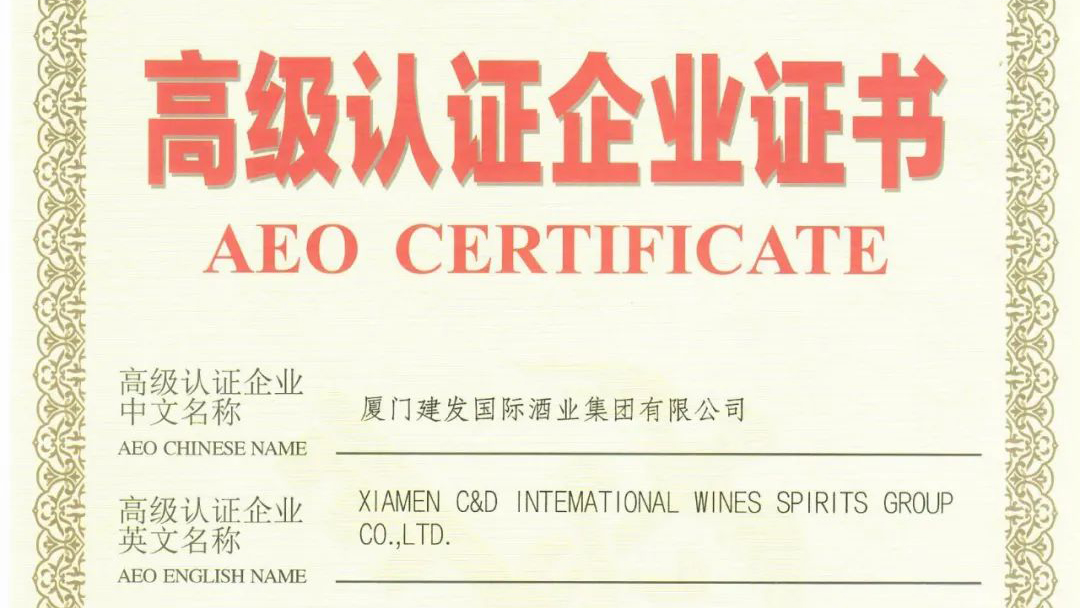 高级认证企业证书
AEO CERTIFICATE
高级认证企业
中文名称
厦门建发国际酒业集团有限公司
AEO CHINESE NAME
高级认证企业
英文名称
XIAMEN C&D INTEMATIONAL WINES SPIRITS GROUP
CO.,LTD.
AEO ENGLISH NAME